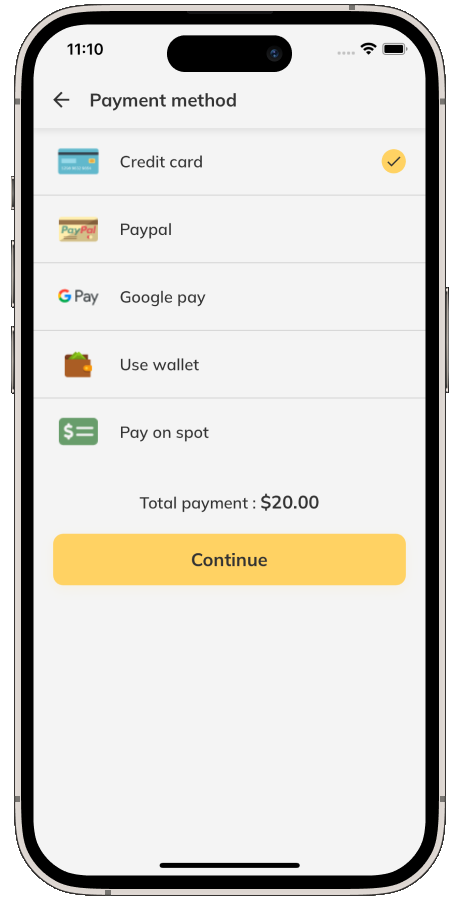 11:10
Payment method
Credit card
PayPal
Paypal
G Pay
Google pay
Use wallet
$
Pay on spot
Total payment : $20.00
Continue